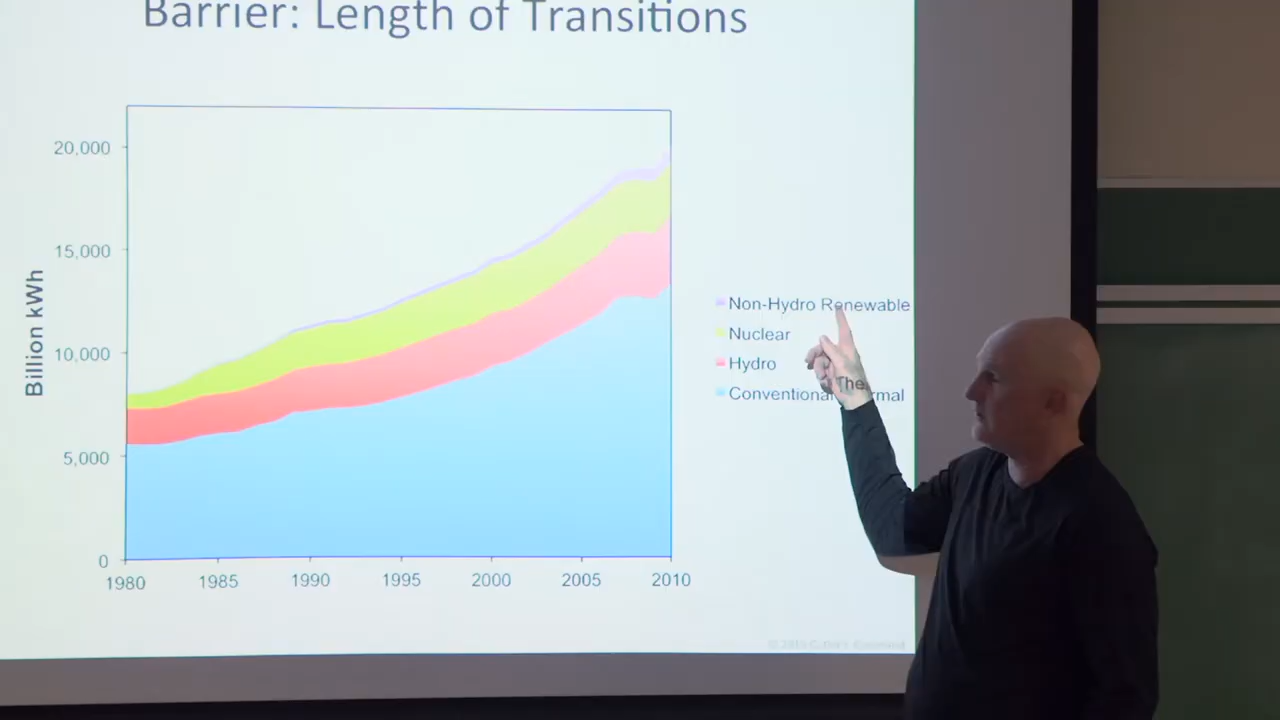 Barrier: Length of Transitions
20,000
15,000
10,000
5,000
0
Billion kWh
1980 1985 1990 1995 2000 2005 2010
Non-Hydro Renewable
Nuclear
Hydro
Conventional Thermal